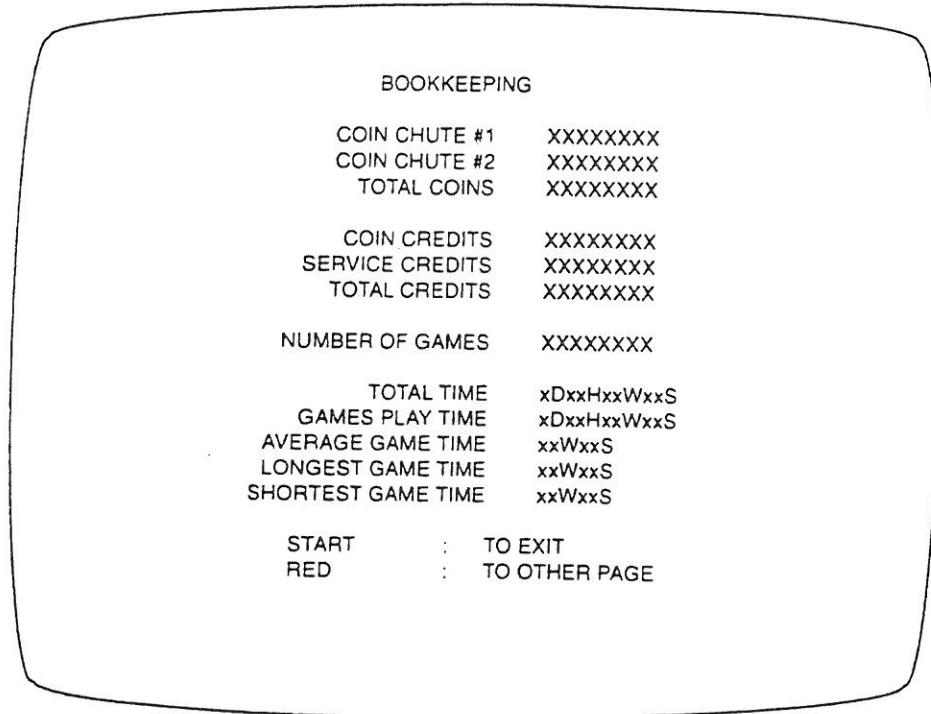 BOOKKEEPING
COIN CHUTE #1 XXXXXXXX
COIN CHUTE #2 XXXXXXXX
TOTAL COINS XXXXXXXX
COIN CREDITS XXXXXXXX
SERVICE CREDITS XXXXXXXX
TOTAL CREDITS XXXXXXXX
NUMBER OF GAMES XXXXXXXX
TOTAL TIME xDxxHxxWxxS
GAMES PLAY TIME xDxxHxxWxxS
AVERAGE GAME TIME xxWxxS
LONGEST GAME TIME xxWxxS
SHORTEST GAME TIME xxWxxS
START : TO EXIT
RED : TO OTHER PAGE